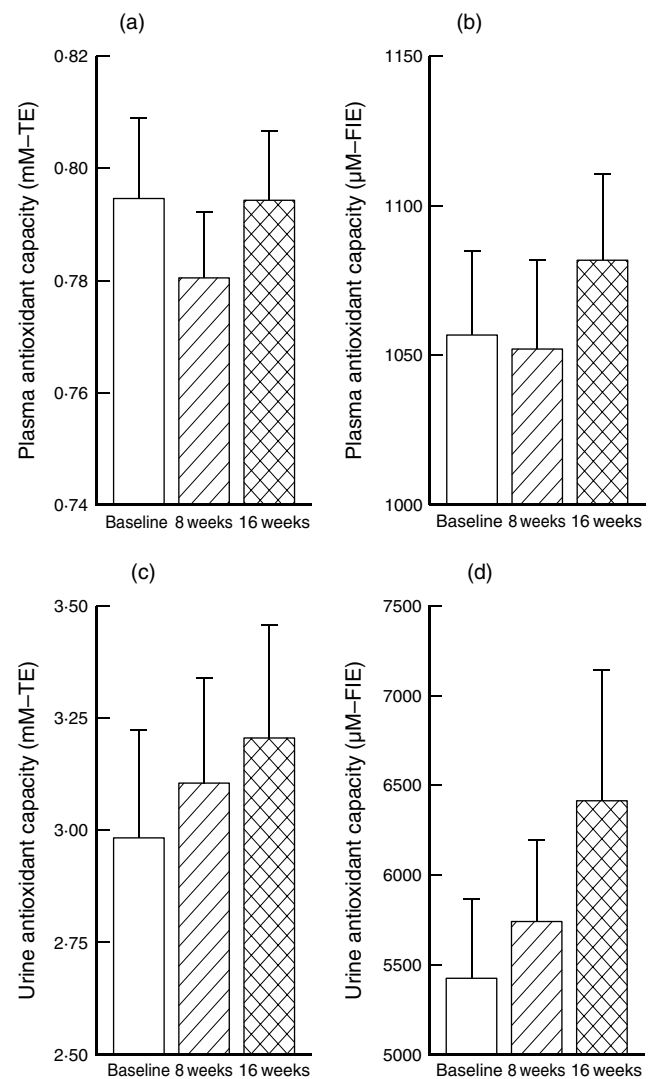 (a)
Plasma antioxidant capacity (mM–TE)
0·82
0·80
0·78
0·76
0·74
Baseline 8 weeks 16 weeks
(b)
Plasma antioxidant capacity (µM–FIE)
1150
1100
1050
1000
Baseline 8 weeks 16 weeks
(c)
Urine antioxidant capacity (mM–TE)
3·50
3·25
3·00
2·75
2·50
Baseline 8 weeks 16 weeks
(d)
Urine antioxidant capacity (µM–FIE)
7500
7000
6500
6000
5500
5000
Baseline 8 weeks 16 weeks